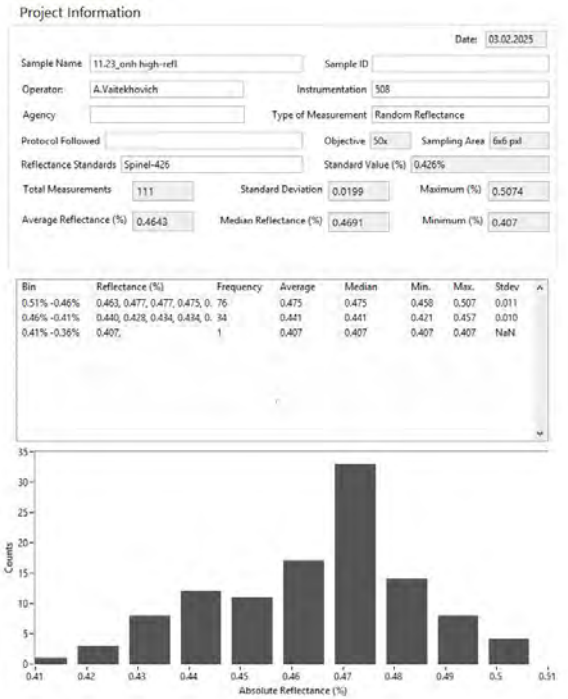 Project Information
Date: 03.02.2025
Sample Name 11.23_onh high-refl Sample ID
Operator: A.Vaitekhovich Instrumentation 508
Agency Type of Measurement Random Reflectance
Protocol Followed Objective 50x Sampling Area 6x6 pxl
Reflectance Standards Spinel-426 Standard Value (%) 0.426%
Total Measurements 111 Standard Deviation 0.0199 Maximum (%) 0.5074
Average Reflectance (%) 0.4643 Median Reflectance (%) 0.4691 Minimum (%) 0.407
Bin Reflectance (%) Frequency Average Median Min. Max. Stdev
0.51% -0.46% 0.463, 0.477, 0.477, 0.475, 0. 76 0.475 0.475 0.458 0.507 0.011
0.46% -0.41% 0.440, 0.428, 0.434, 0.434, 0. 34 0.441 0.441 0.421 0.457 0.010
0.41% -0.36% 0.407, 1 0.407 0.407 0.407 0.407 NaN
35
30
25
20
15
10
5
0
Counts
0.41 0.42 0.43 0.44 0.45 0.46 0.47 0.48 0.49 0.5 0.51
Absolute Reflectance (%)